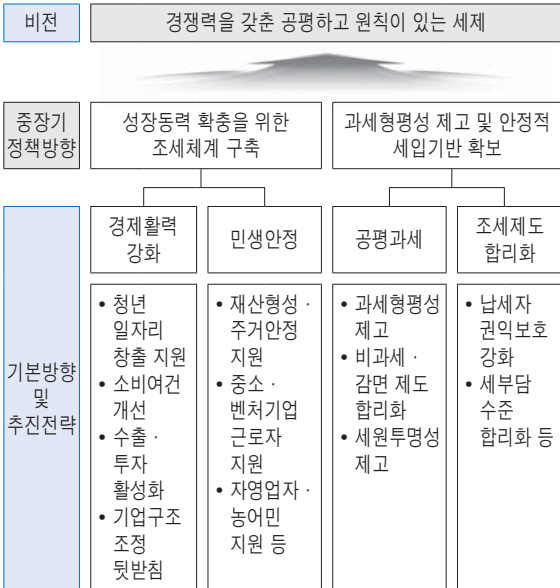 비전
경쟁력을 갖춘 공평하고 원칙이 있는 세제
중장기
정책방향
성장동력 확충을 위한
조세체계 구축
과세형평성 제고 및 안정적
세입기반 확보
기본방향
및
추진전략
경제활력
강화
민생안정
공평과세
조세제도
합리화
• 청년
일자리
창출 지원
• 소비여건
개선
• 수출 ·
투자
활성화
• 기업구조
조정
뒷받침
• 재산형성 ·
주거안정
지원
• 중소 ·
벤처기업
근로자
지원
• 자영업자 ·
농어민
지원 등
• 과세형평성
제고
• 비과세 ·
감면 제도
합리화
• 세원투명성
제고
• 납세자
권익보호
강화
• 세부담
수준
합리화 등